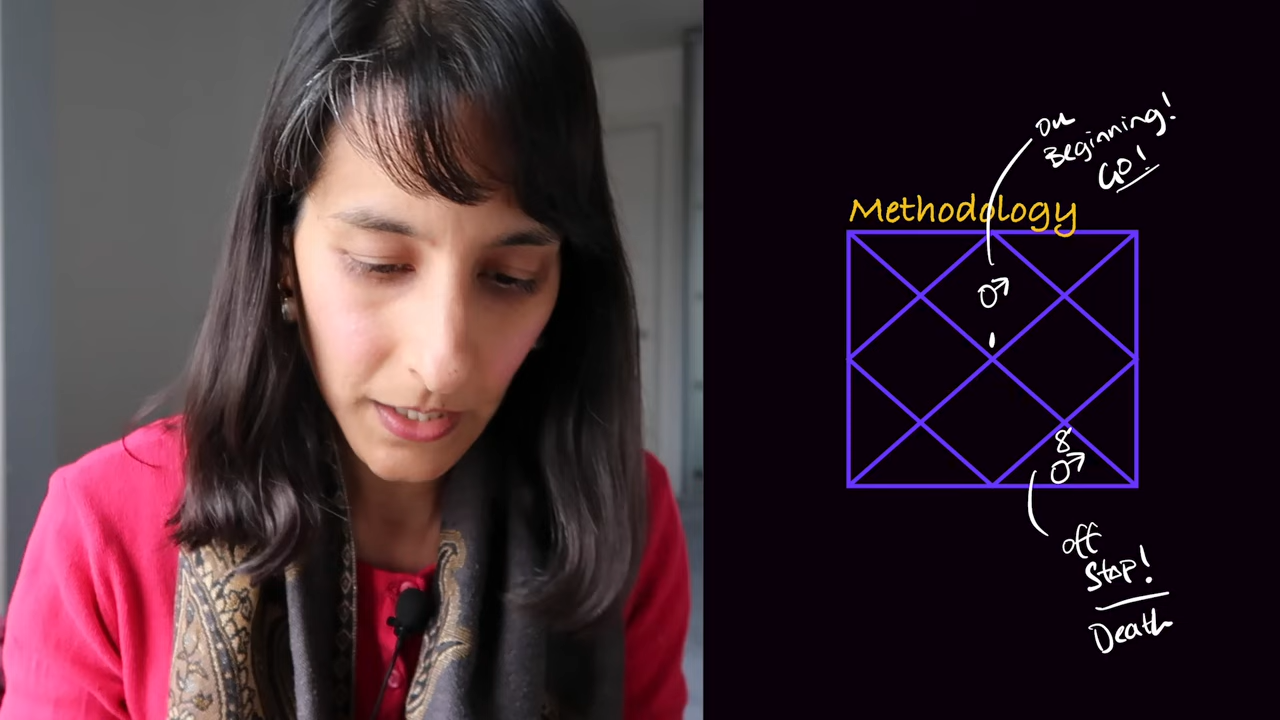 on
Beginning!
GO!
Methodology
♂
1
8
♂
off
Stop!
Death